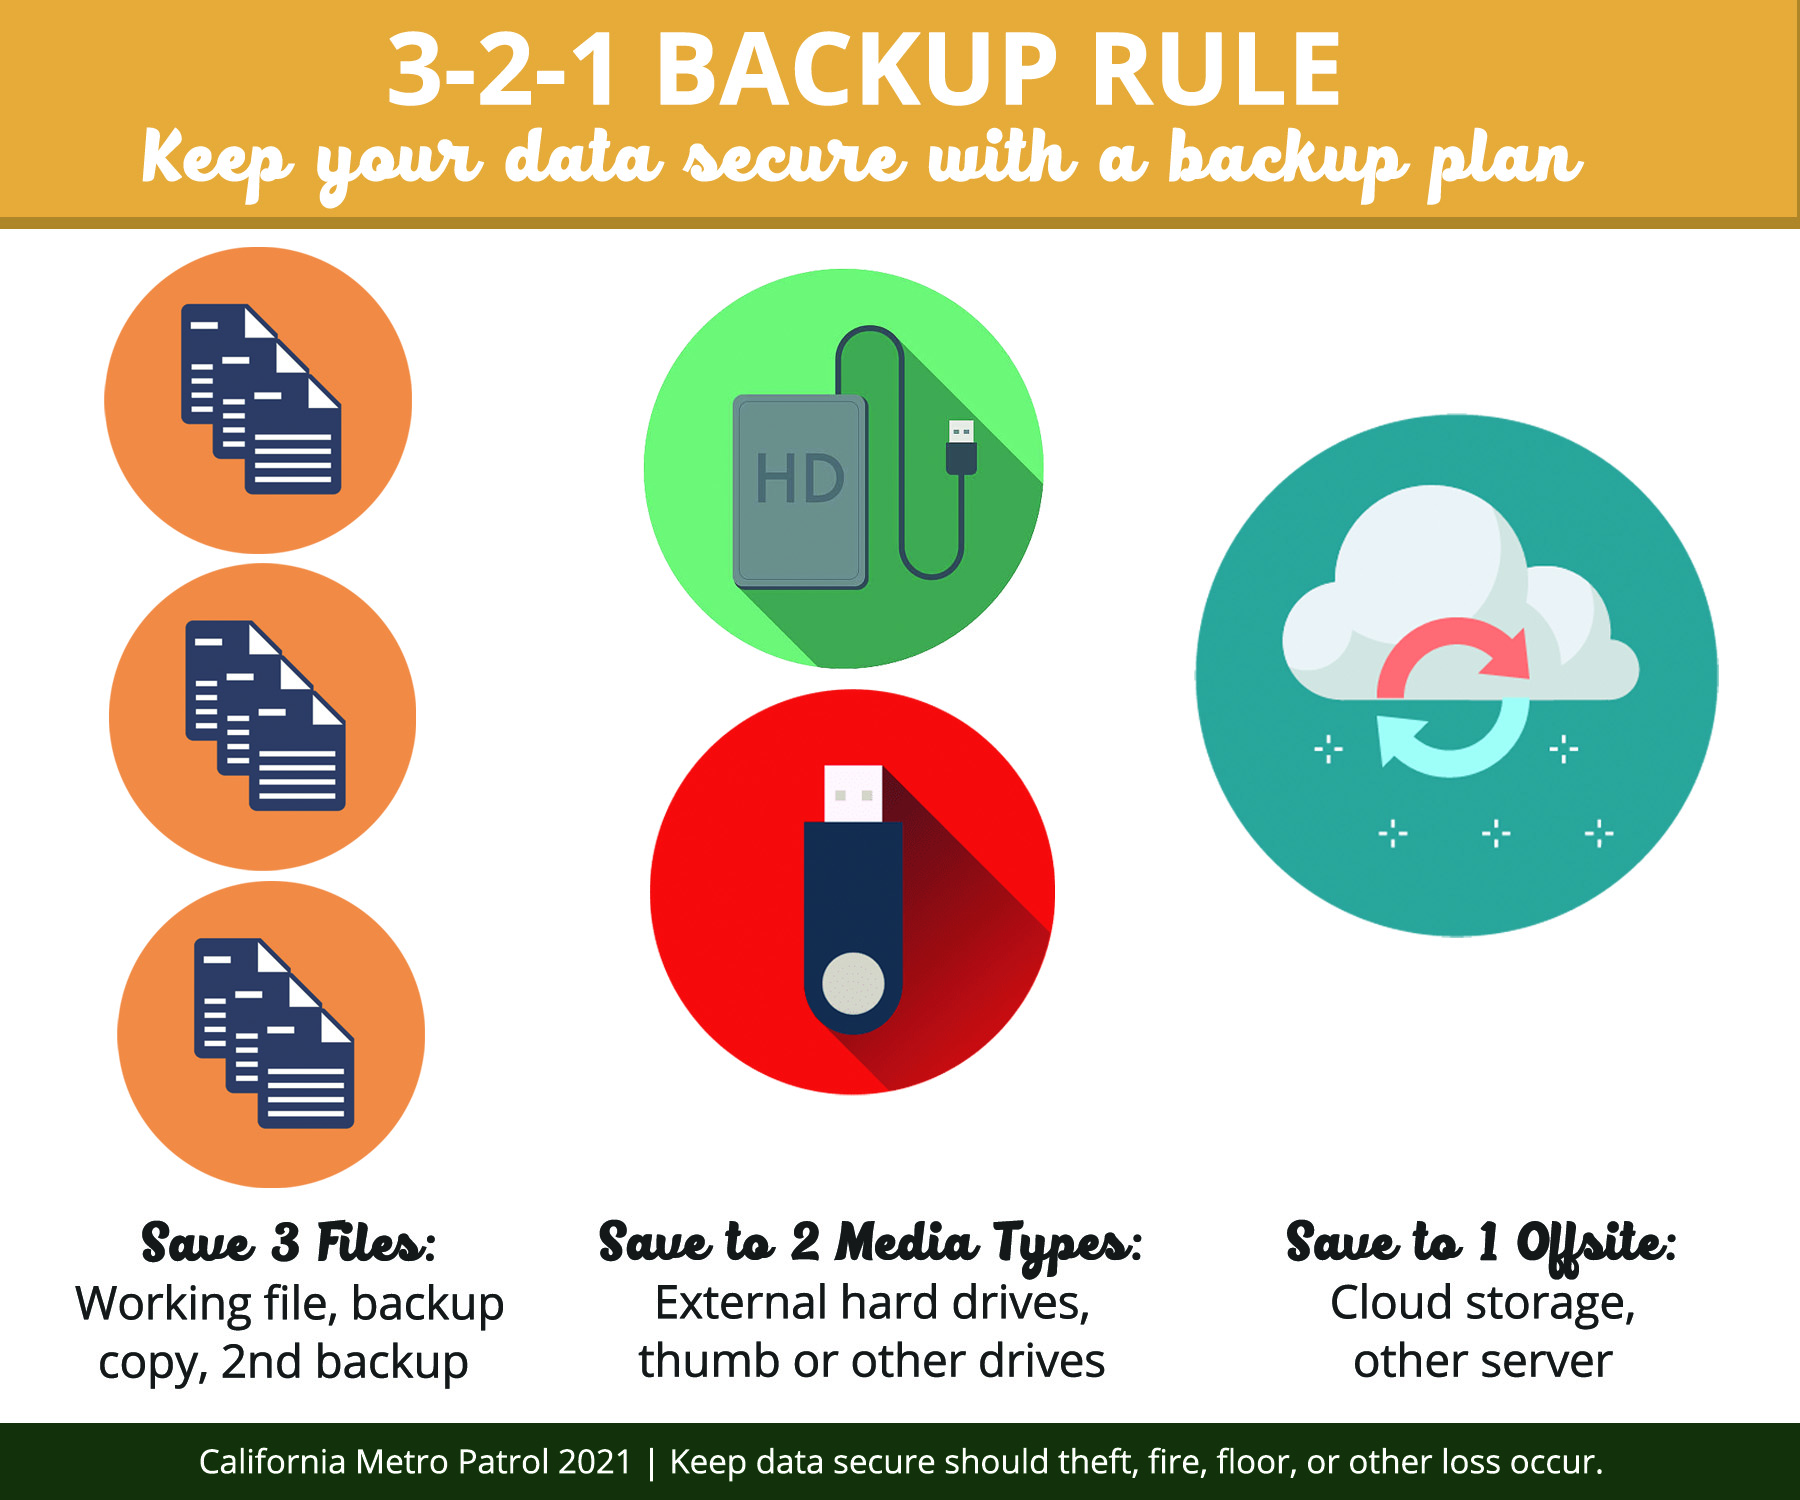 3-2-1 BACKUP RULE
Keep your data secure with a backup plan
HD
Save 3 Files:
Working file, backup
copy, 2nd backup
Save to 2 Media Types:
External hard drives,
thumb or other drives
Save to 1 Offsite:
Cloud storage,
other server
California Metro Patrol 2021 | Keep data secure should theft, fire, floor, or other loss occur.